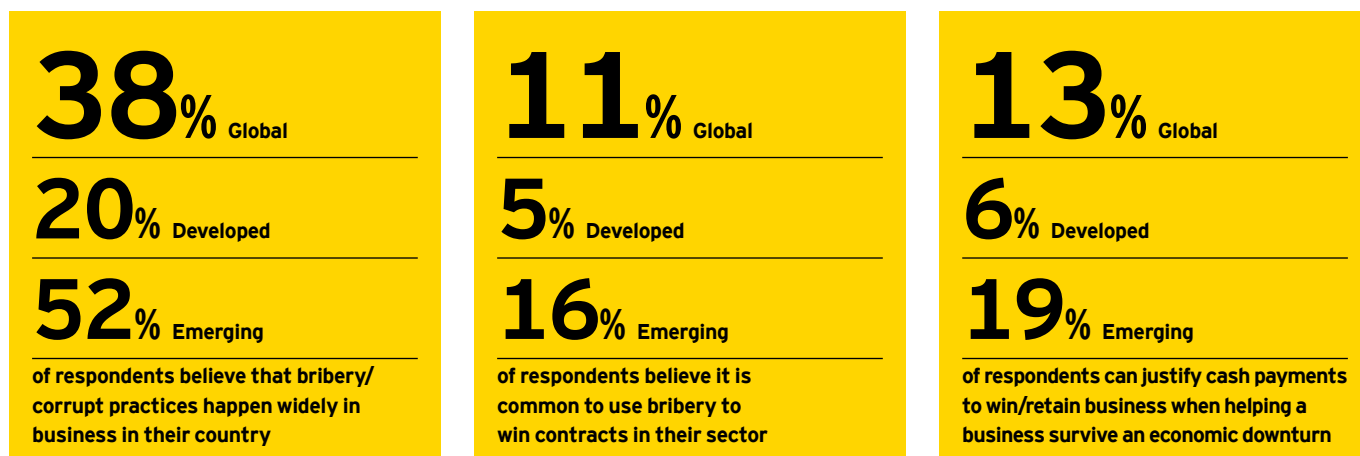 38% Global
20% Developed
52% Emerging
of respondents believe that bribery/
corrupt practices happen widely in
business in their country
11% Global
5% Developed
16% Emerging
of respondents believe it is
common to use bribery to
win contracts in their sector
13% Global
6% Developed
19% Emerging
of respondents can justify cash payments
to win/retain business when helping a
business survive an economic downturn